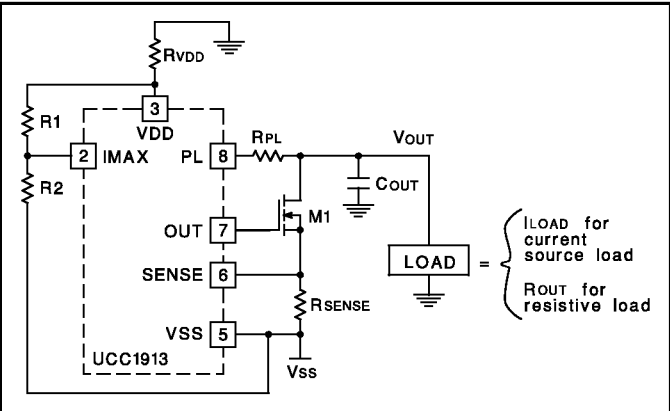 RVDD
R1
3
VDD
2
IMAX
PL
8
RPL
VOUT
R2
COUT
M1
OUT
7
SENSE
6
LOAD
=
ILOAD for
current
source load
ROUT for
resistive load
RSENSE
VSS
5
UCC1913
VSS